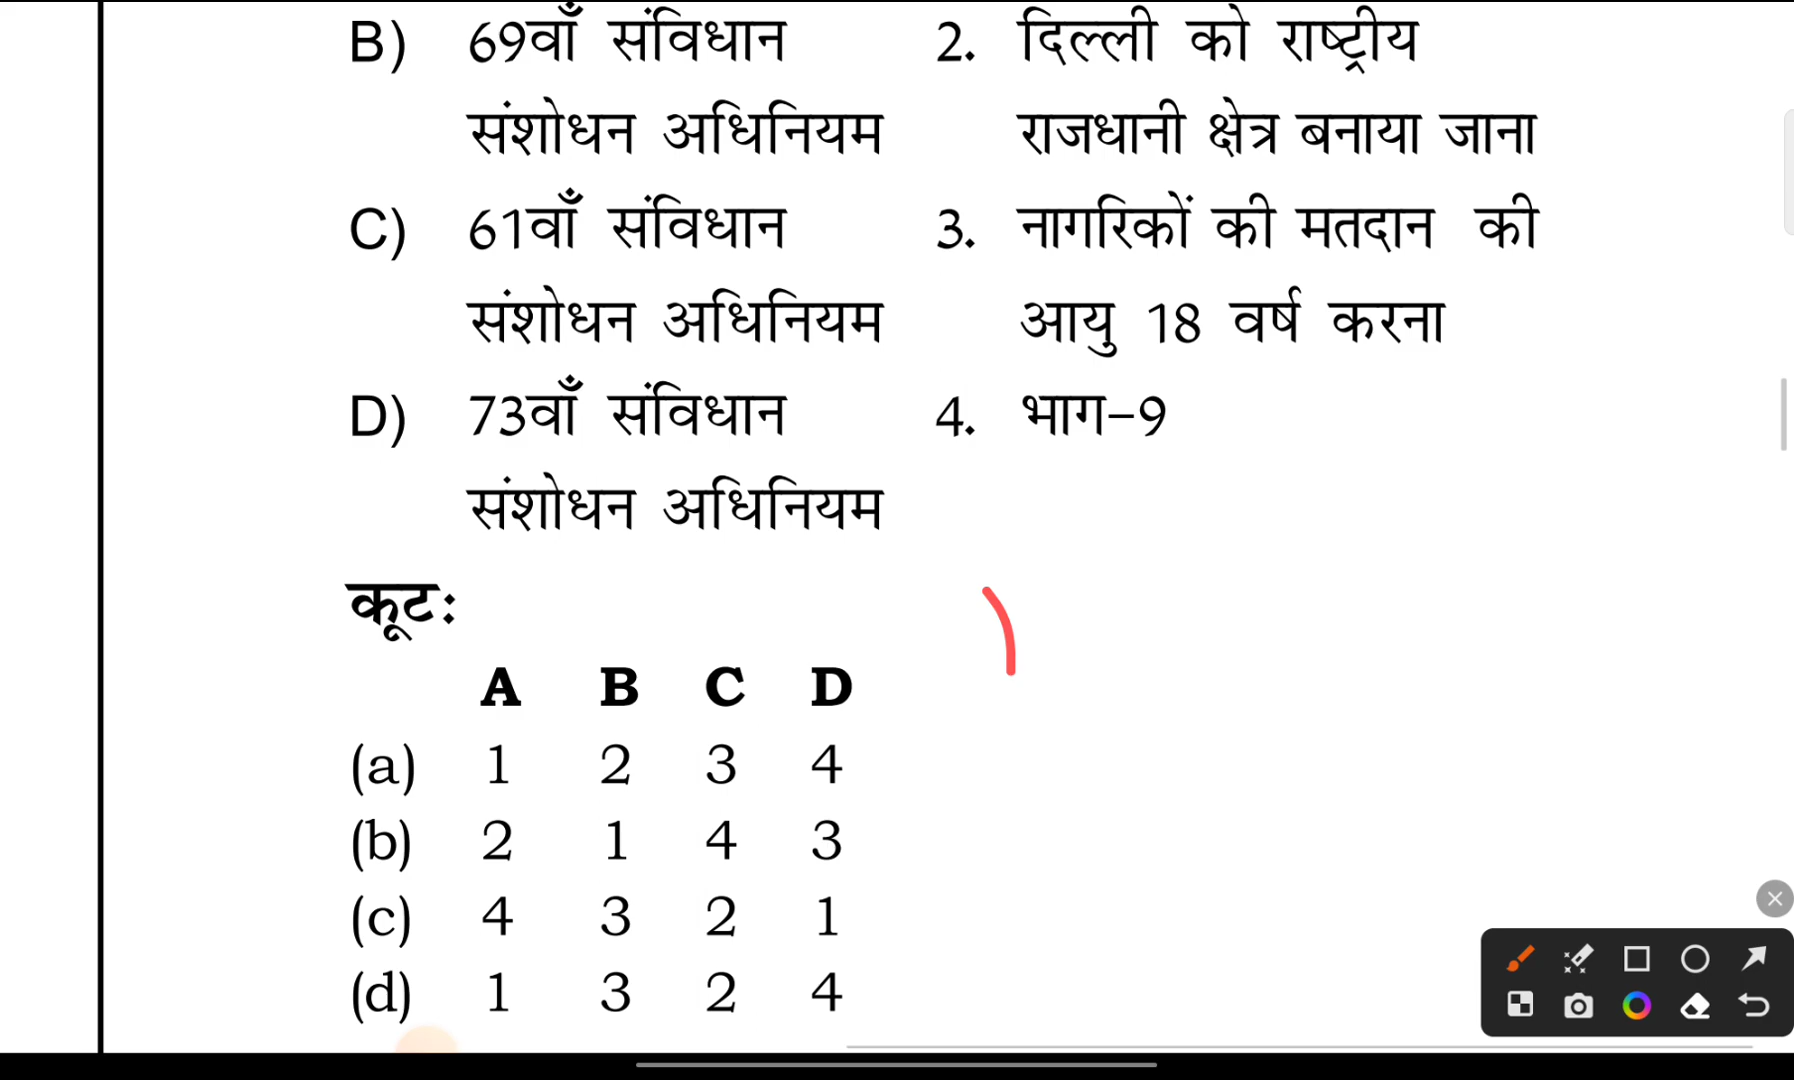 B) 69वाँ संविधान 2. दिल्ली को राष्ट्रीय
संशोधन अधिनियम राजधानी क्षेत्र बनाया जाना
C) 61वाँ संविधान 3. नागरिकों की मतदान की
संशोधन अधिनियम आयु 18 वर्ष करना
D) 73वाँ संविधान 4. भाग–9
संशोधन अधिनियम
कूटः
A B C D
(a) 1 2 3 4
(b) 2 1 4 3
(c) 4 3 2 1
(d) 1 3 2 4